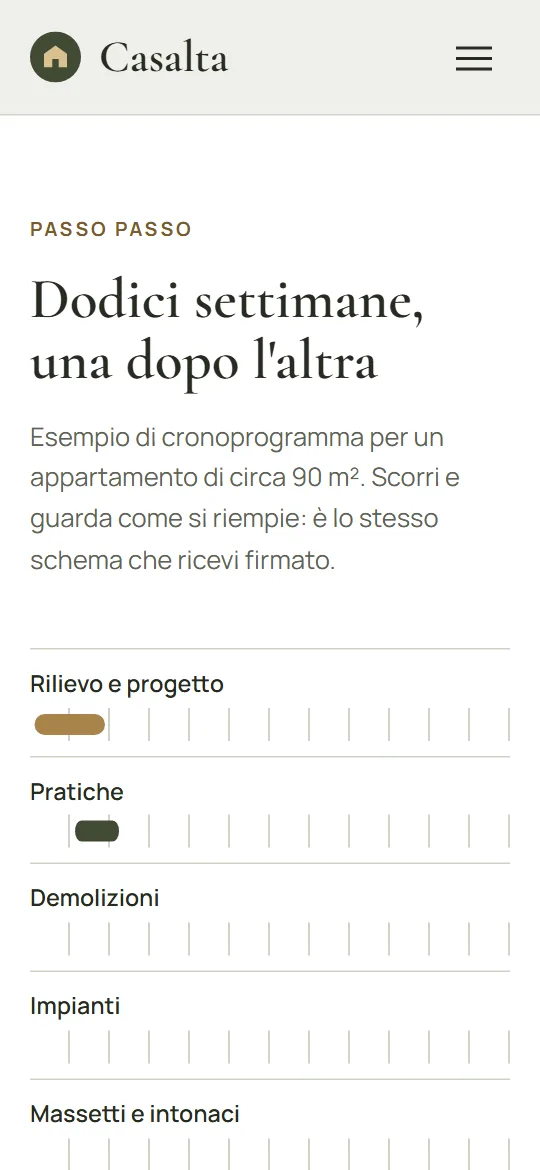 Casalta
PASSO PASSO
Dodici settimane,
una dopo l'altra
Esempio di cronoprogramma per un
appartamento di circa 90 m². Scorri e
guarda come si riempie: è lo stesso
schema che ricevi firmato.
Rilievo e progetto
Pratiche
Demolizioni
Impianti
Massetti e intonaci